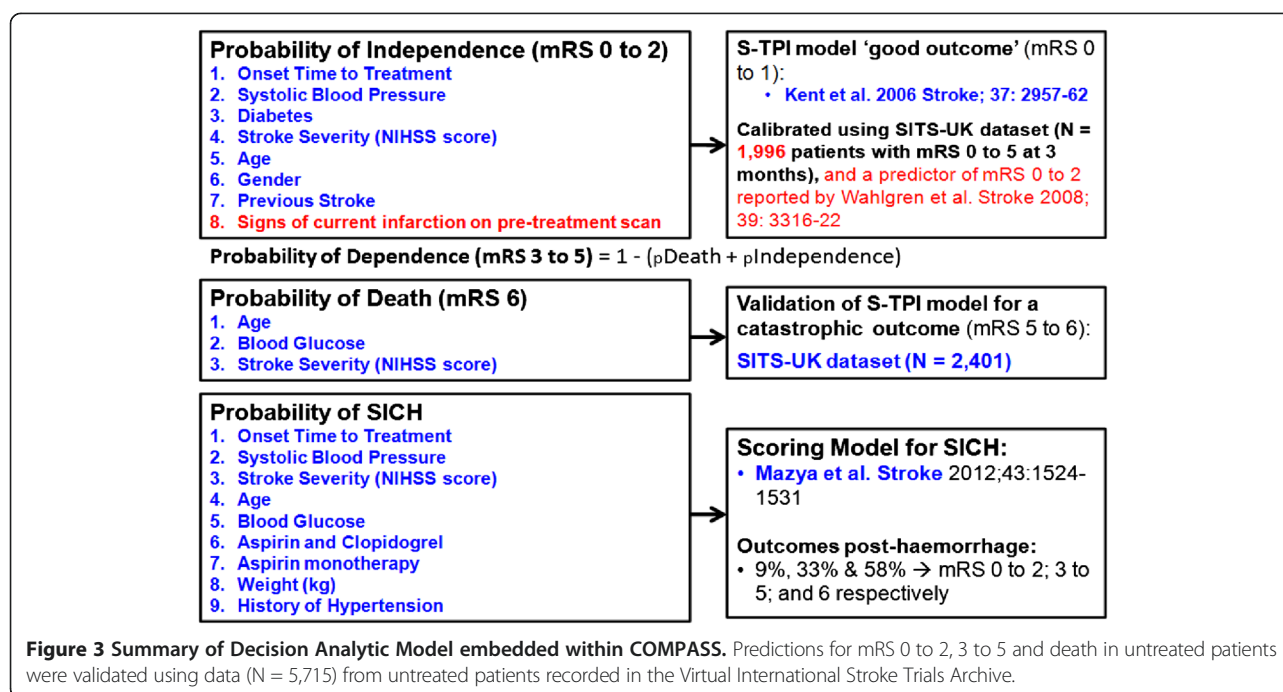 Probability of Independence (mRS 0 to 2)
1. Onset Time to Treatment
2. Systolic Blood Pressure
3. Diabetes
4. Stroke Severity (NIHSS score)
5. Age
6. Gender
7. Previous Stroke
8. Signs of current infarction on pre-treatment scan
S-TPI model ‘good outcome’ (mRS 0
to 1):
• Kent et al. 2006 Stroke; 37: 2957-62
Calibrated using SITS-UK dataset (N =
1,996 patients with mRS 0 to 5 at 3
months), and a predictor of mRS 0 to 2
reported by Wahlgren et al. Stroke 2008;
39: 3316-22
Probability of Dependence (mRS 3 to 5) = 1 - (pDeath + pIndependence)
Probability of Death (mRS 6)
1. Age
2. Blood Glucose
3. Stroke Severity (NIHSS score)
Validation of S-TPI model for a
catastrophic outcome (mRS 5 to 6):
SITS-UK dataset (N = 2,401)
Probability of SICH
1. Onset Time to Treatment
2. Systolic Blood Pressure
3. Stroke Severity (NIHSS score)
4. Age
5. Blood Glucose
6. Aspirin and Clopidogrel
7. Aspirin monotherapy
8. Weight (kg)
9. History of Hypertension
Scoring Model for SICH:
• Mazya et al. Stroke 2012;43:1524-
1531
Outcomes post-haemorrhage:
• 9%, 33% & 58% → mRS 0 to 2; 3 to
5; and 6 respectively
Figure 3 Summary of Decision Analytic Model embedded within COMPASS. Predictions for mRS 0 to 2, 3 to 5 and death in untreated patients
were validated using data (N = 5,715) from untreated patients recorded in the Virtual International Stroke Trials Archive.